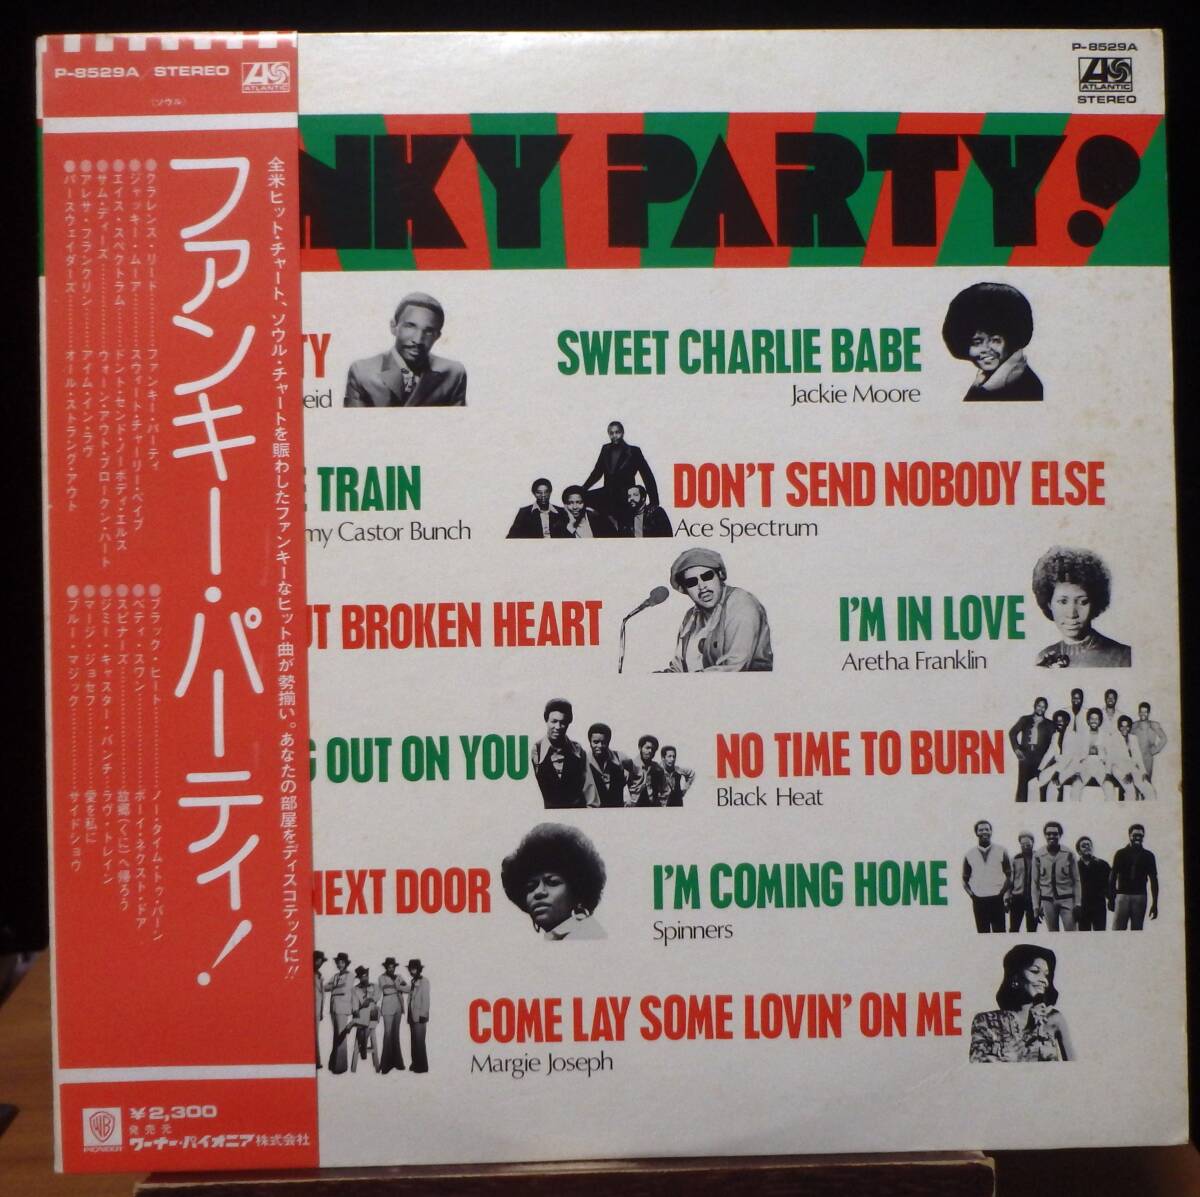 P-8529A STEREO
ATLANTIC
(ソウル)
全米ヒット・チャート、ソウル・チャートを賑わしたファンキーなヒット曲が勢揃い。あなたの部屋をディスコテックに!!
ファンキー・パーティ!
●クラレンス・リード…………ファンキー・パーティ
●ジャッキー・ムーア…………スウィート・チャーリー・ベイブ
●エイス・スペクトラム………ドント・センド・ノーボディ・エルス
●サム・ディーズ………………ウォーン・アウト・ブロークン・ハート
●アレサ・フランクリン………アイム・イン・ラヴ
●パースウェイダーズ…………オール・ストラング・アウト
●ブラック・ヒート……………ノー・タイム・トゥ・バーン
●ベティ・スワン………………ボーイ・ネクスト・ドア
●スピナーズ……………………故郷(くに)へ帰ろう
●ジミー・キャスター・バンチ・ラヴ・トレイン
●マージ・ジョセフ……………愛を私に
●ブルー・マジック……………サイドショウ
WB
PIONEER
¥2,300
発売元
ワーナー・パイオニア株式会社
P-8529A
ATLANTIC
STEREO
NKY PARTY!
TY
eid
SWEET CHARLIE BABE
Jackie Moore
E TRAIN
my Castor Bunch
DON'T SEND NOBODY ELSE
Ace Spectrum
UT BROKEN HEART
I'M IN LOVE
Aretha Franklin
G OUT ON YOU
NO TIME TO BURN
Black Heat
NEXT DOOR
I'M COMING HOME
Spinners
COME LAY SOME LOVIN' ON ME
Margie Joseph